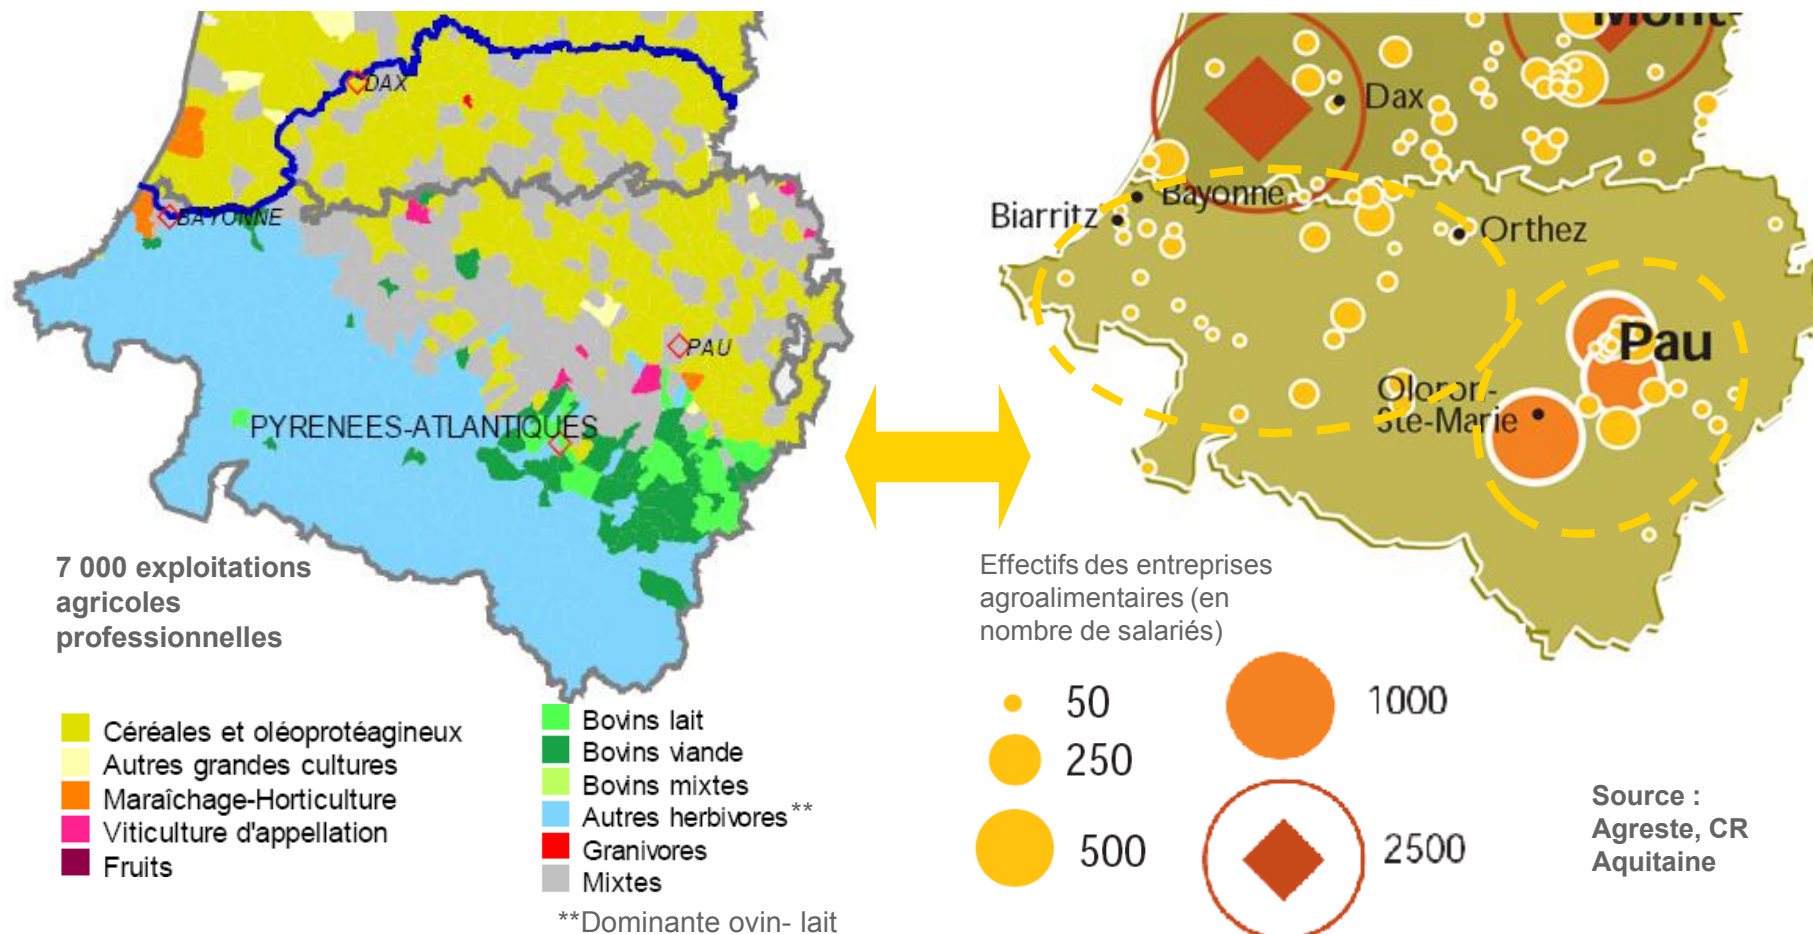 DAX
BAYONNE
PAU
PYRENEES-ATLANTIQUES
7 000 exploitations
agricoles
professionnelles
Céréales et oléoprotéagineux
Autres grandes cultures
Maraîchage-Horticulture
Viticulture d'appellation
Fruits
Bovins lait
Bovins viande
Bovins mixtes
Autres herbivores**
Granivores
Mixtes
**Dominante ovin- lait
Mont-
Dax
Bayonne
Biarritz
Orthez
Pau
Oloron-
Ste-Marie
Effectifs des entreprises
agroalimentaires (en
nombre de salariés)
50
250
500
1000
2500
Source :
Agreste, CR
Aquitaine